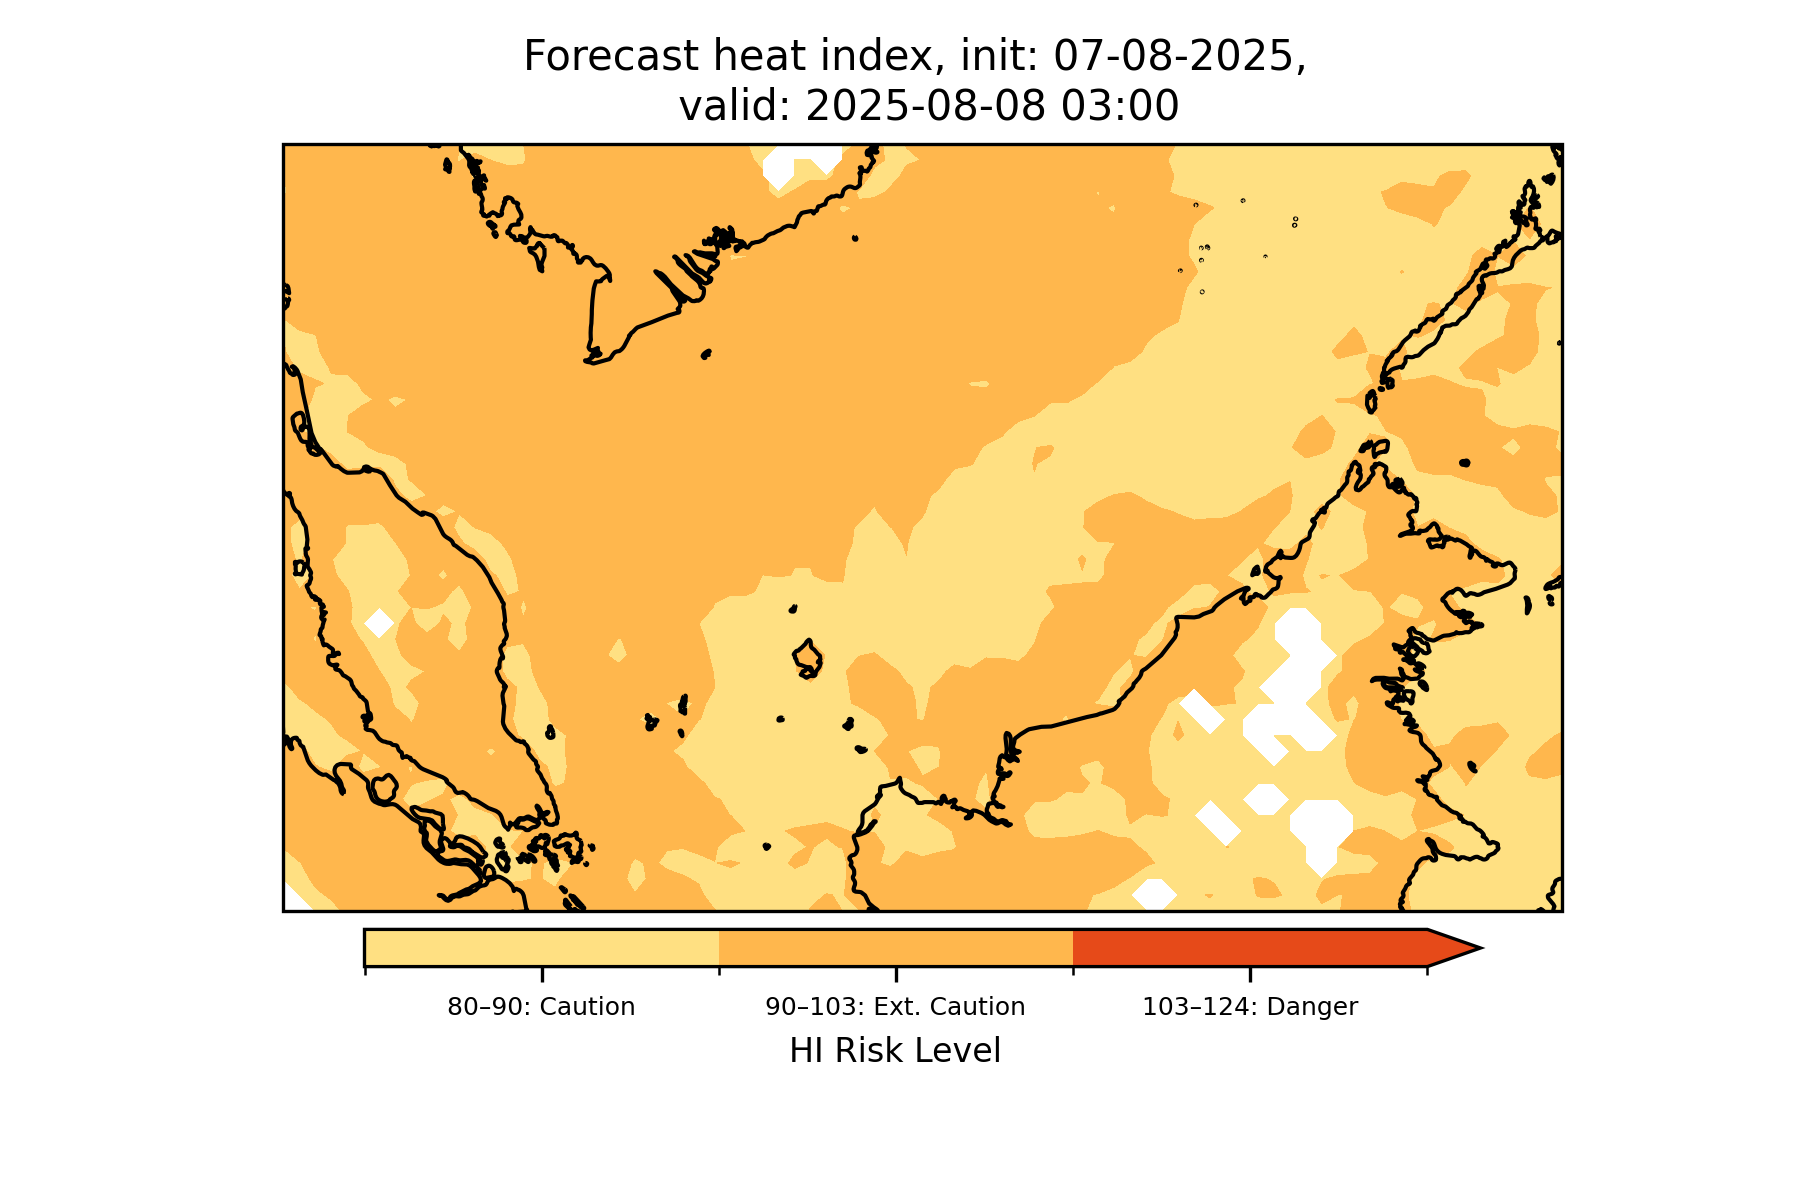 Forecast heat index, init: 07-08-2025,
valid: 2025-08-08 03:00
80–90: Caution
90–103: Ext. Caution
103–124: Danger
HI Risk Level